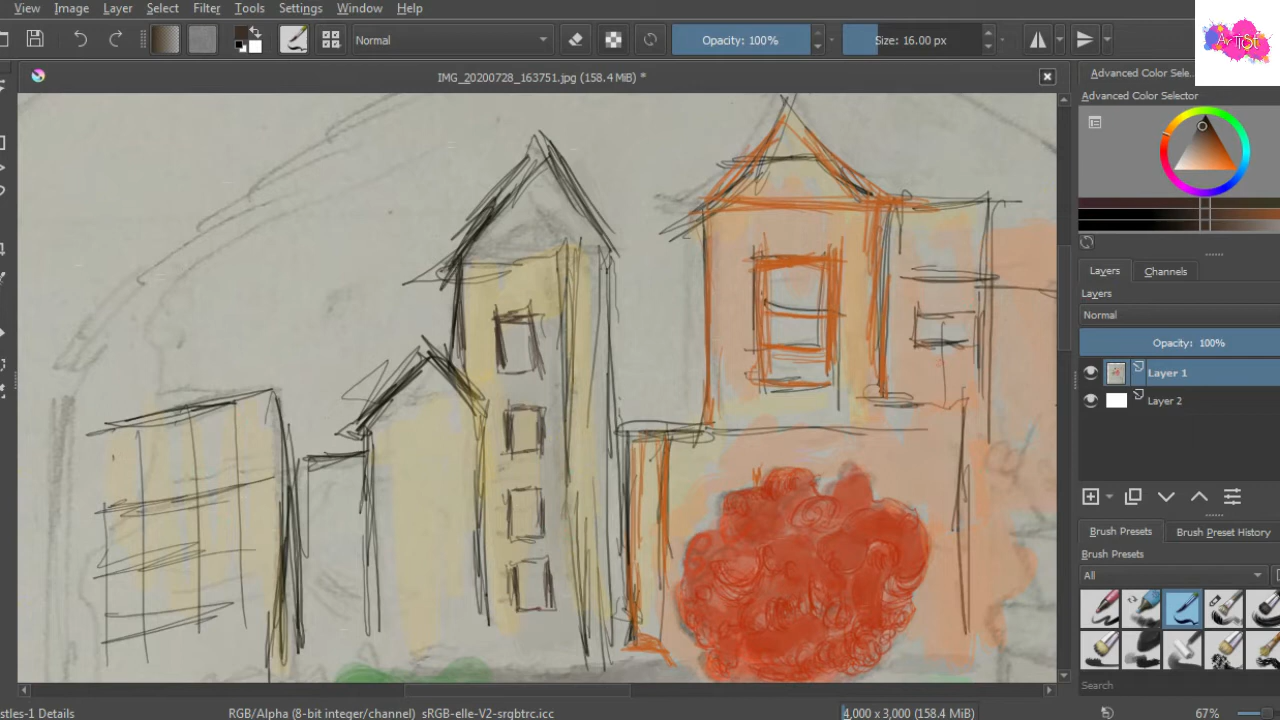 View Image Layer Select Filter Tools Settings Window Help
Normal
Opacity: 100%
Size: 16.00 px
ArTiSt
IMG_20200728_163751.jpg (158.4 MiB) *
Advanced Color Sele...
Advanced Color Selector
Layers Channels
Layers
Normal
Opacity: 100%
Layer 1
Layer 2
Brush Presets Brush Preset History
Brush Presets
All
Search
stles-1 Details
RGB/Alpha (8-bit integer/channel) sRGB-elle-V2-srgbtrc.icc
4,000 x 3,000 (158.4 MiB)
67%